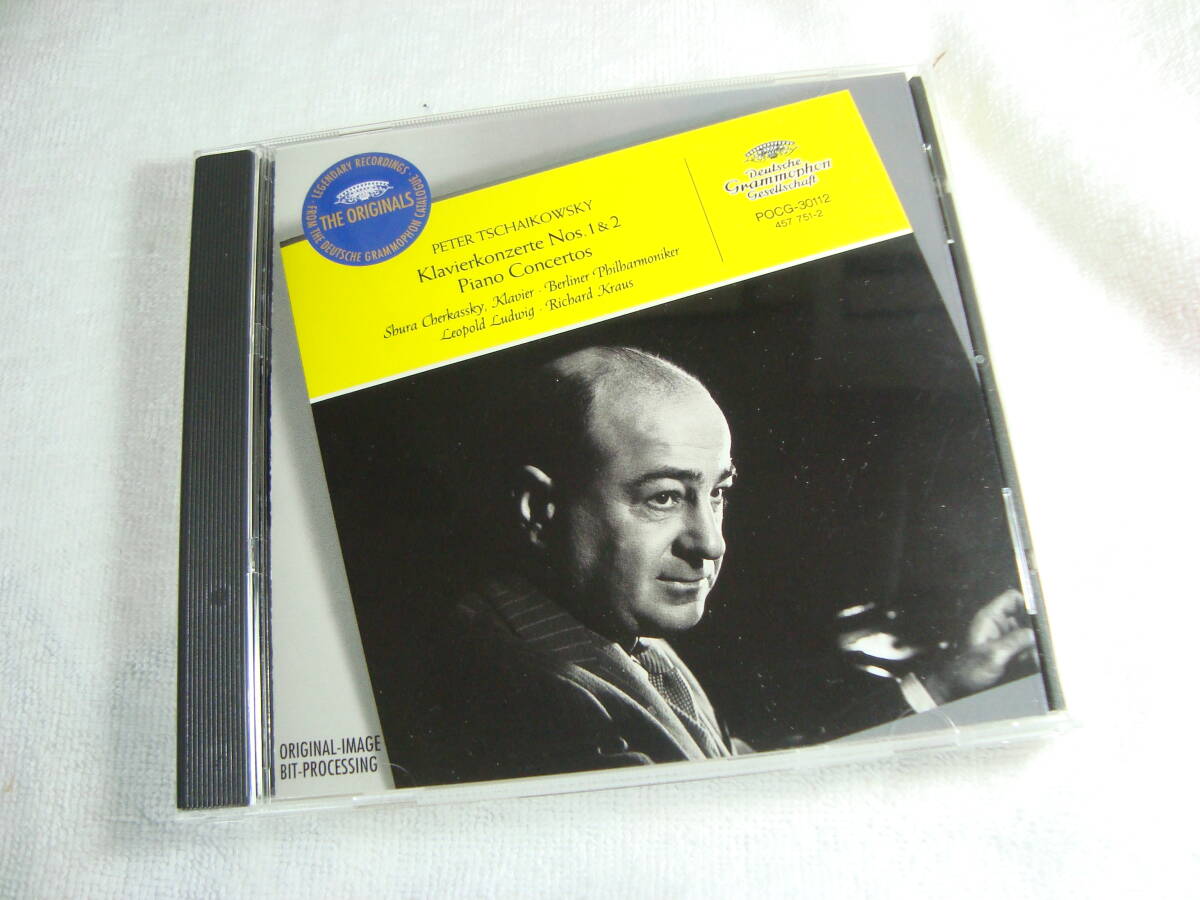 LEGENDARY RECORDINGS ·
THE ORIGINALS
· FROM THE DEUTSCHE GRAMMOPHON CATALOGUE ·
PETER TSCHAIKOWSKY
Klavierkonzerte Nos. 1 & 2
Piano Concertos
Shura Cherkassky, Klavier · Berliner Philharmoniker
Leopold Ludwig · Richard Kraus
Deutsche
Grammophon
Gesellschaft
POCG-30112
457 751-2
ORIGINAL-IMAGE
BIT-PROCESSING